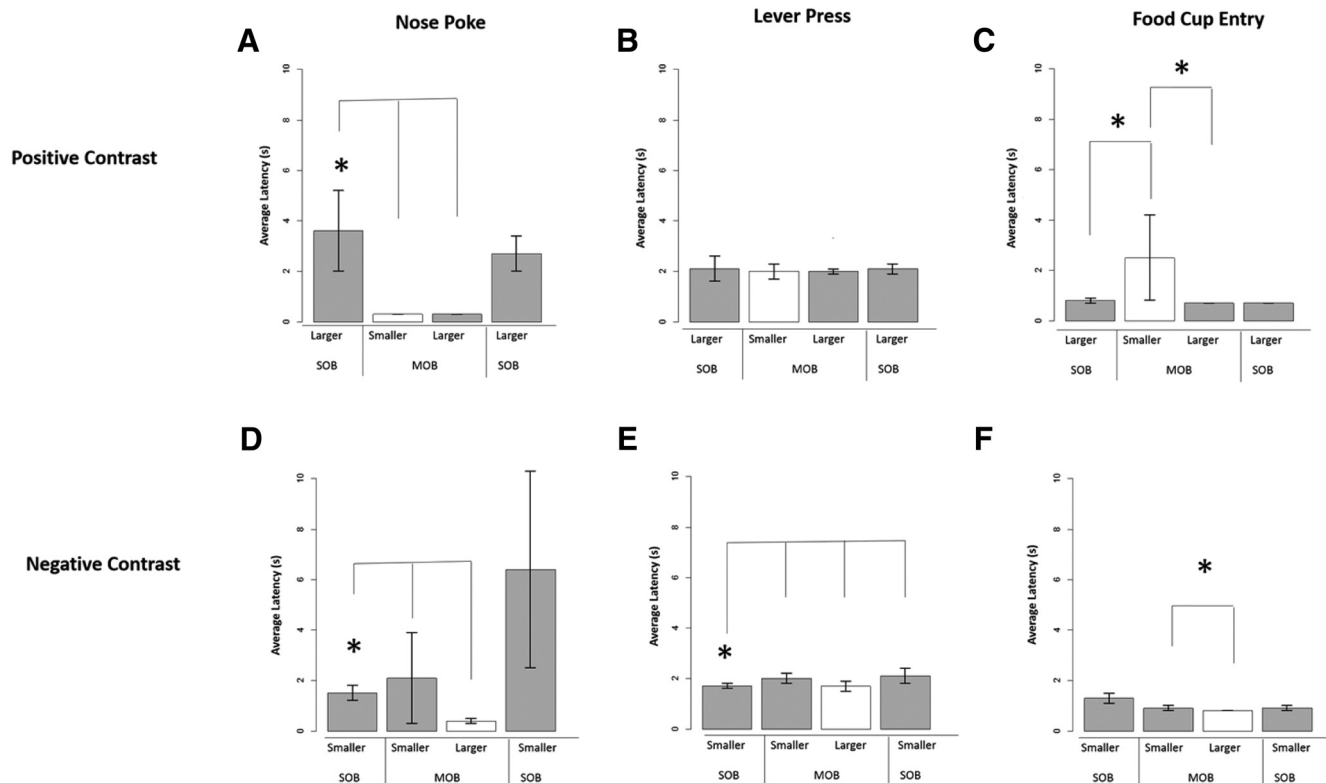 Nose Poke
Lever Press
Food Cup Entry
Positive Contrast
A
*
Average Latency (s)
10
8
6
4
2
0
Larger Smaller Larger Larger
SOB MOB SOB
B
Average Latency (s)
10
8
6
4
2
0
Larger Smaller Larger Larger
SOB MOB SOB
C
*
*
Average Latency (s)
10
8
6
4
2
0
Larger Smaller Larger Larger
SOB MOB SOB
Negative Contrast
D
*
Average Latency (s)
10
8
6
4
2
0
Smaller Smaller Larger Smaller
SOB MOB SOB
E
*
Average Latency (s)
10
8
6
4
2
0
Smaller Smaller Larger Smaller
SOB MOB SOB
F
*
Average Latency (s)
10
8
6
4
2
0
Smaller Smaller Larger Smaller
SOB MOB SOB